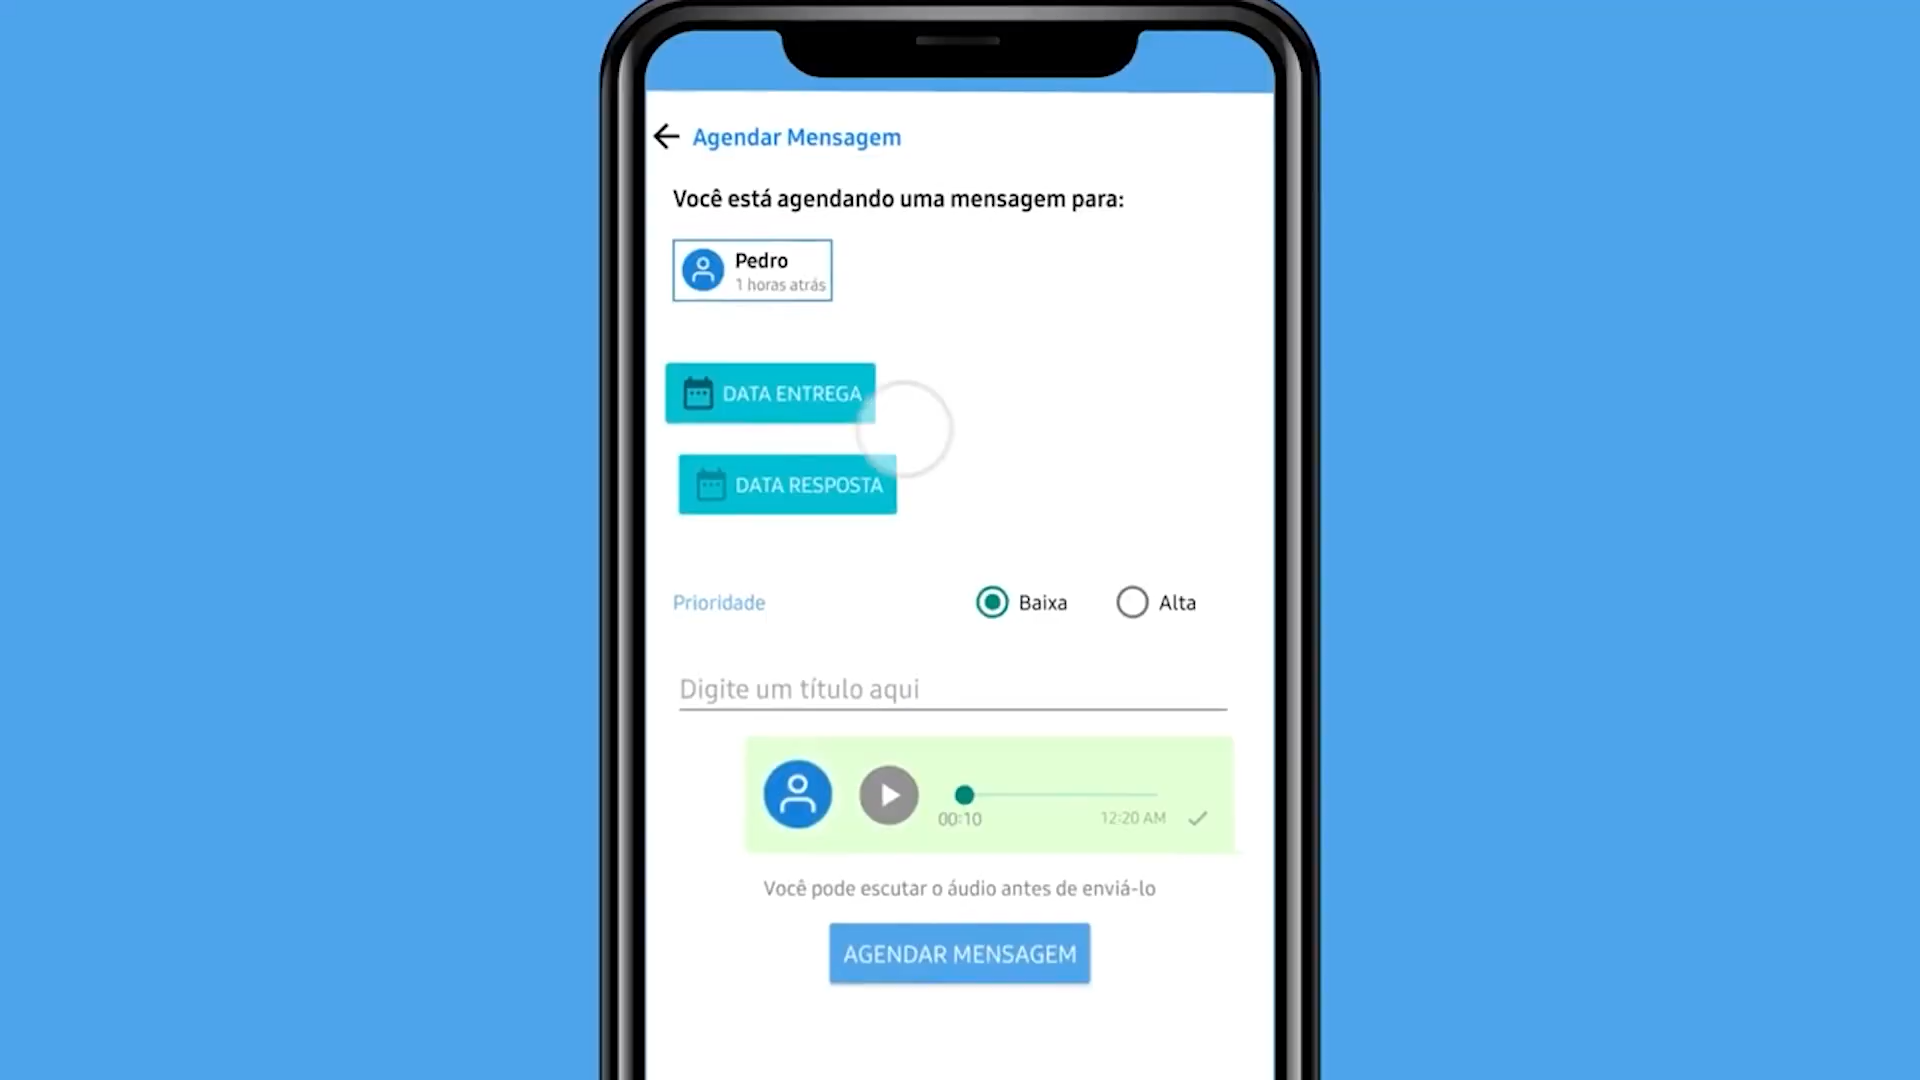 Agendar Mensagem
Você está agendando uma mensagem para:
Pedro
1 horas atrás
DATA ENTREGA
DATA RESPOSTA
Prioridade
Baixa
Alta
Digite um título aqui
00:10
12:20 AM
Você pode escutar o áudio antes de enviá-lo
AGENDAR MENSAGEM